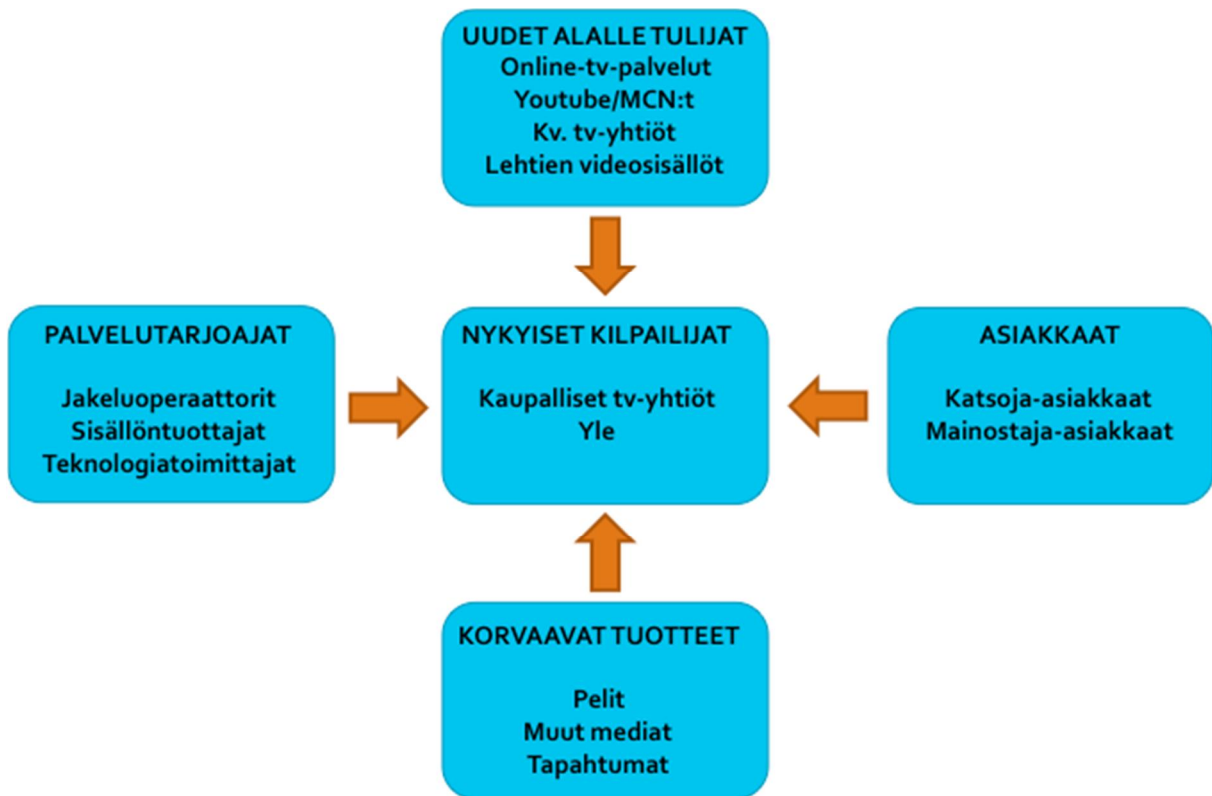 UUDET ALALLE TULIJAT
Online-tv-palvelut
Youtube/MCN:t
Kv. tv-yhtiöt
Lehtien videosisällöt
PALVELUTARJOAJAT
Jakeluoperaattorit
Sisällöntuottajat
Teknologiatoimittajat
NYKYISET KILPAILIJAT
Kaupalliset tv-yhtiöt
Yle
ASIAKKAAT
Katsoja-asiakkaat
Mainostaja-asiakkaat
KORVAAVAT TUOTTEET
Pelit
Muut mediat
Tapahtumat